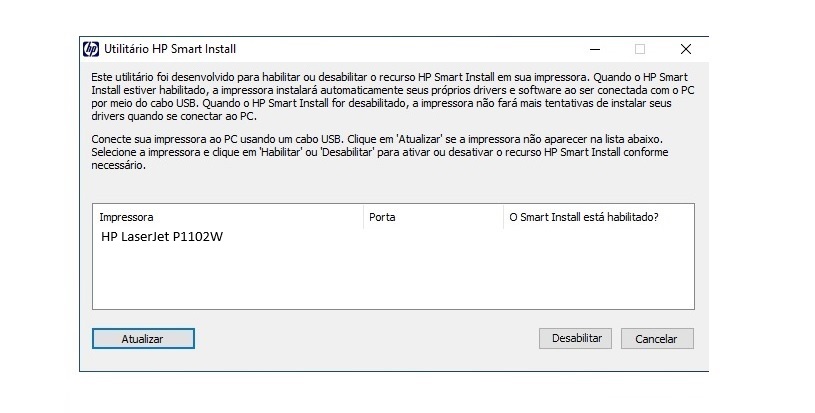 hp Utilitário HP Smart Install
Este utilitário foi desenvolvido para habilitar ou desabilitar o recurso HP Smart Install em sua impressora. Quando o HP Smart
Install estiver habilitado, a impressora instalará automaticamente seus próprios drivers e software ao ser conectada com o PC
por meio do cabo USB. Quando o HP Smart Install for desabilitado, a impressora não fará mais tentativas de instalar seus
drivers quando se conectar ao PC.
Conecte sua impressora ao PC usando um cabo USB. Clique em 'Atualizar' se a impressora não aparecer na lista abaixo.
Selecione a impressora e clique em 'Habilitar' ou 'Desabilitar' para ativar ou desativar o recurso HP Smart Install conforme
necessário.
Impressora Porta O Smart Install está habilitado?
HP LaserJet P1102W
Atualizar Desabilitar Cancelar